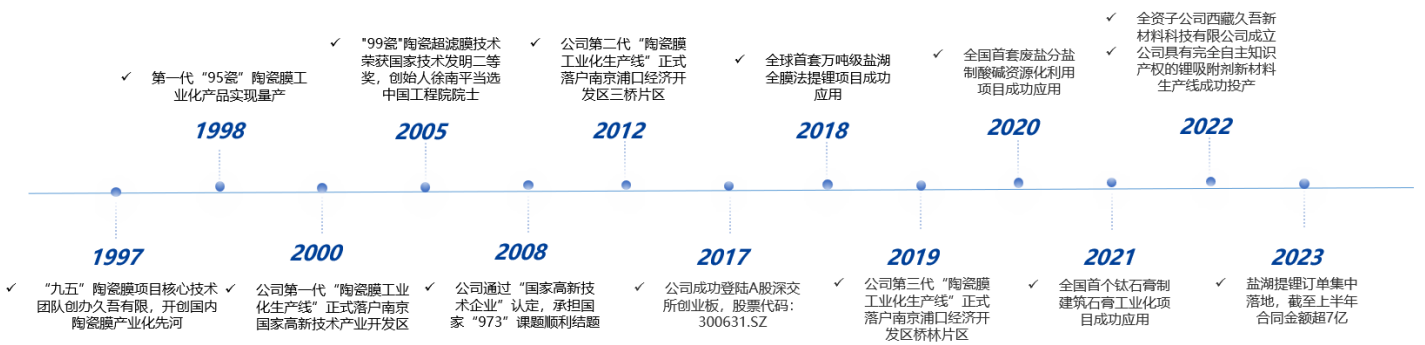 "99瓷"陶瓷超滤膜技术
荣获国家技术发明二等
奖，创始人徐南平当选
中国工程院院士
公司第二代“陶瓷膜
工业化生产线”正式
落户南京浦口经济开
发区三桥片区
全资子公司西藏久吾新
材料科技有限公司成立
公司具有完全自主知识
产权的锂吸附剂新材料
生产线成功投产
第一代“95瓷”陶瓷膜工
业化产品实现量产
全球首套万吨级盐湖
全膜法提锂项目成功
应用
全国首套废盐分盐
制酸碱资源化利用
项目成功应用
1998
2005
2012
2018
2020
2022
1997
2000
2008
2017
2019
2021
2023
“九五”陶瓷膜项目核心技术
团队创办久吾有限，开创国内
陶瓷膜产业化先河
公司第一代“陶瓷膜工业
化生产线”正式落户南京
国家高新技术产业开发区
公司通过“国家高新技
术企业”认定，承担国
家“973”课题顺利结题
公司成功登陆A股深交
所创业板，股票代码：
300631.SZ
公司第三代“陶瓷膜
工业化生产线”正式
落户南京浦口经济开
发区桥林片区
全国首个钛石膏制
建筑石膏工业化项
目成功应用
盐湖提锂订单集中
落地，截至上半年
合同金额超7亿